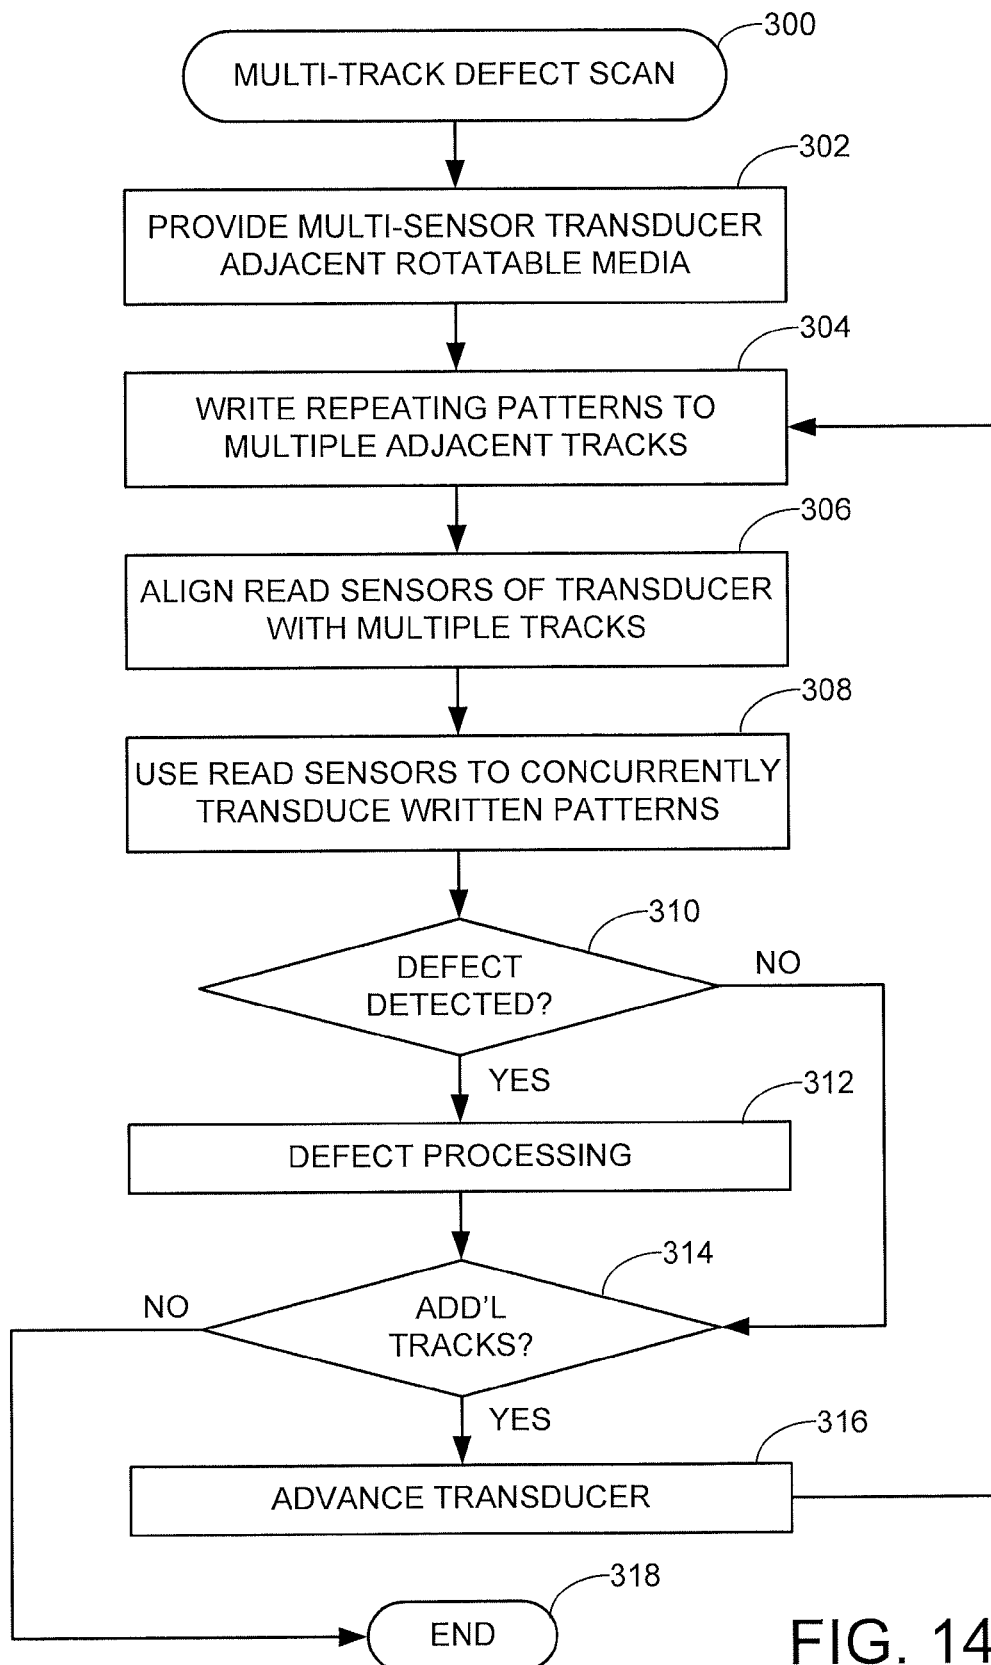 300
MULTI-TRACK DEFECT SCAN
302
PROVIDE MULTI-SENSOR TRANSDUCER
ADJACENT ROTATABLE MEDIA
304
WRITE REPEATING PATTERNS TO
MULTIPLE ADJACENT TRACKS
306
ALIGN READ SENSORS OF TRANSDUCER
WITH MULTIPLE TRACKS
308
USE READ SENSORS TO CONCURRENTLY
TRANSDUCE WRITTEN PATTERNS
310
DEFECT
DETECTED?
NO
YES
312
DEFECT PROCESSING
314
NO
ADD'L
TRACKS?
YES
316
ADVANCE TRANSDUCER
318
END
FIG. 14